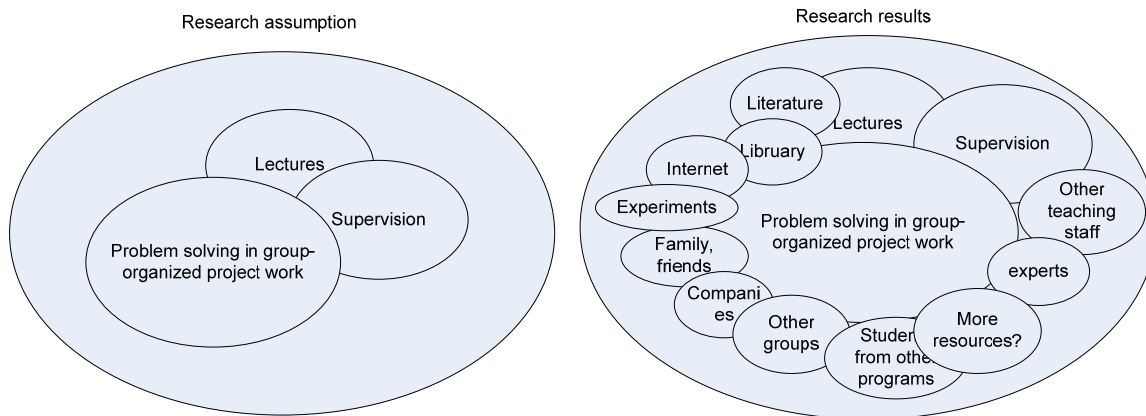 Research assumption
Lectures
Supervision
Problem solving in group-
organized project work
Research results
Literature
Lectures
Libruary
Supervision
Internet
Experiments
Other
teaching
staff
Problem solving in group-
organized project work
Family,
friends
experts
Compani
es
Other
groups
More
resources?
Studen
from othe
programs